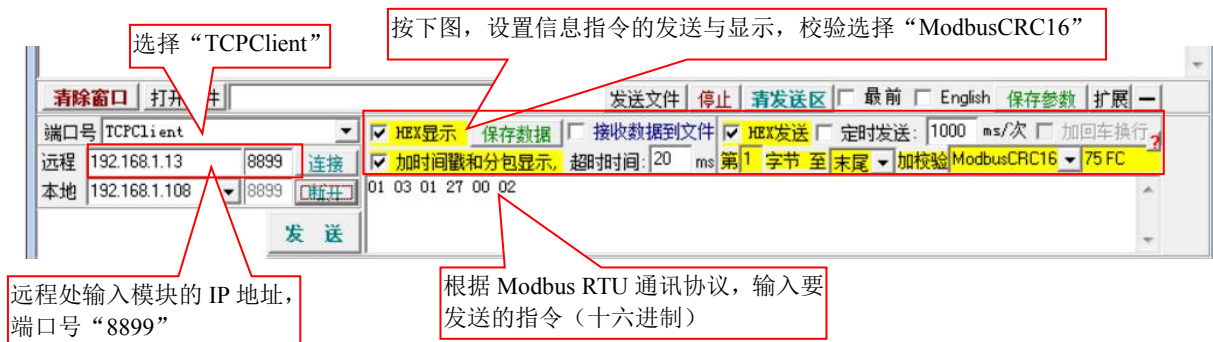 选择“TCPClient”
按下图，设置信息指令的发送与显示，校验选择“ModbusCRC16”
清除窗口 打开 件 发送文件 停止 清发送区 最前 English 保存参数 扩展
端口号 TCPClient HEX显示 保存数据 接收数据到文件 HEX发送 定时发送: 1000 ms/次 加回车换行
远程 192.168.1.13 8899 连接 加时间戳和分包显示, 超时时间: 20 ms 第 1 字节 至 末尾 加校验 ModbusCRC16 75 FC
本地 192.168.1.108 8899 断开 01 03 01 27 00 02
发 送
远程处输入模块的 IP 地址，
端口号“8899”
根据 Modbus RTU 通讯协议，输入要
发送的指令（十六进制）